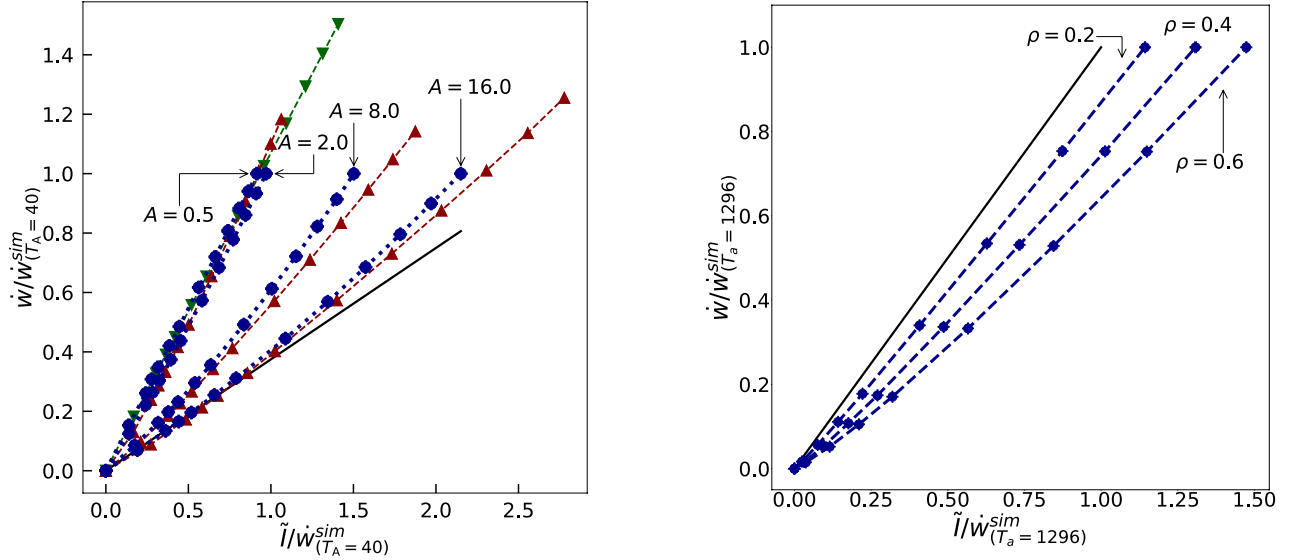 1.4
1.2
1.0
0.8
0.6
0.4
0.2
0.0
ẇ/ẇ^{sim}_{(T_A = 40)}
A = 16.0
A = 8.0
A = 2.0
A = 0.5
0.0 0.5 1.0 1.5 2.0 2.5
Ĩ/ẇ^{sim}_{(T_A = 40)}
1.0
0.8
0.6
0.4
0.2
0.0
ẇ/ẇ^{sim}_{(T_a = 1296)}
ρ = 0.2
ρ = 0.4
ρ = 0.6
0.00 0.25 0.50 0.75 1.00 1.25 1.50
Ĩ/ẇ^{sim}_{(T_a = 1296)}